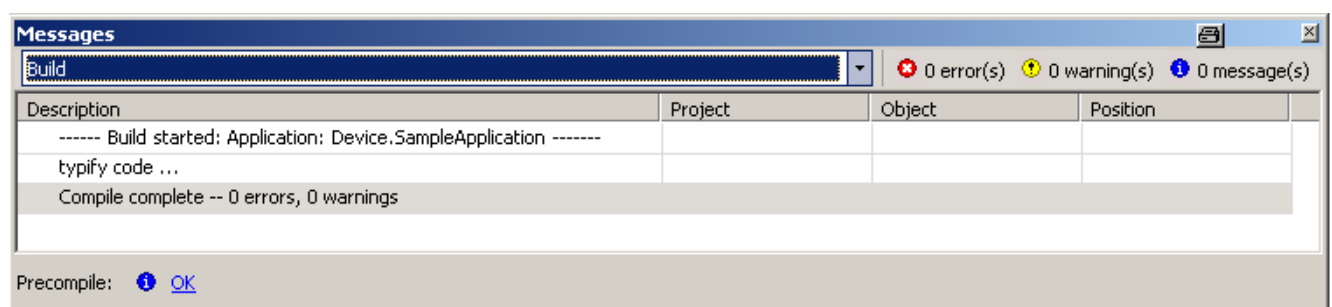 Messages
Build 0 error(s) 0 warning(s) 0 message(s)
Description Project Object Position
------ Build started: Application: Device.SampleApplication -------
typify code ...
Compile complete -- 0 errors, 0 warnings
Precompile: OK